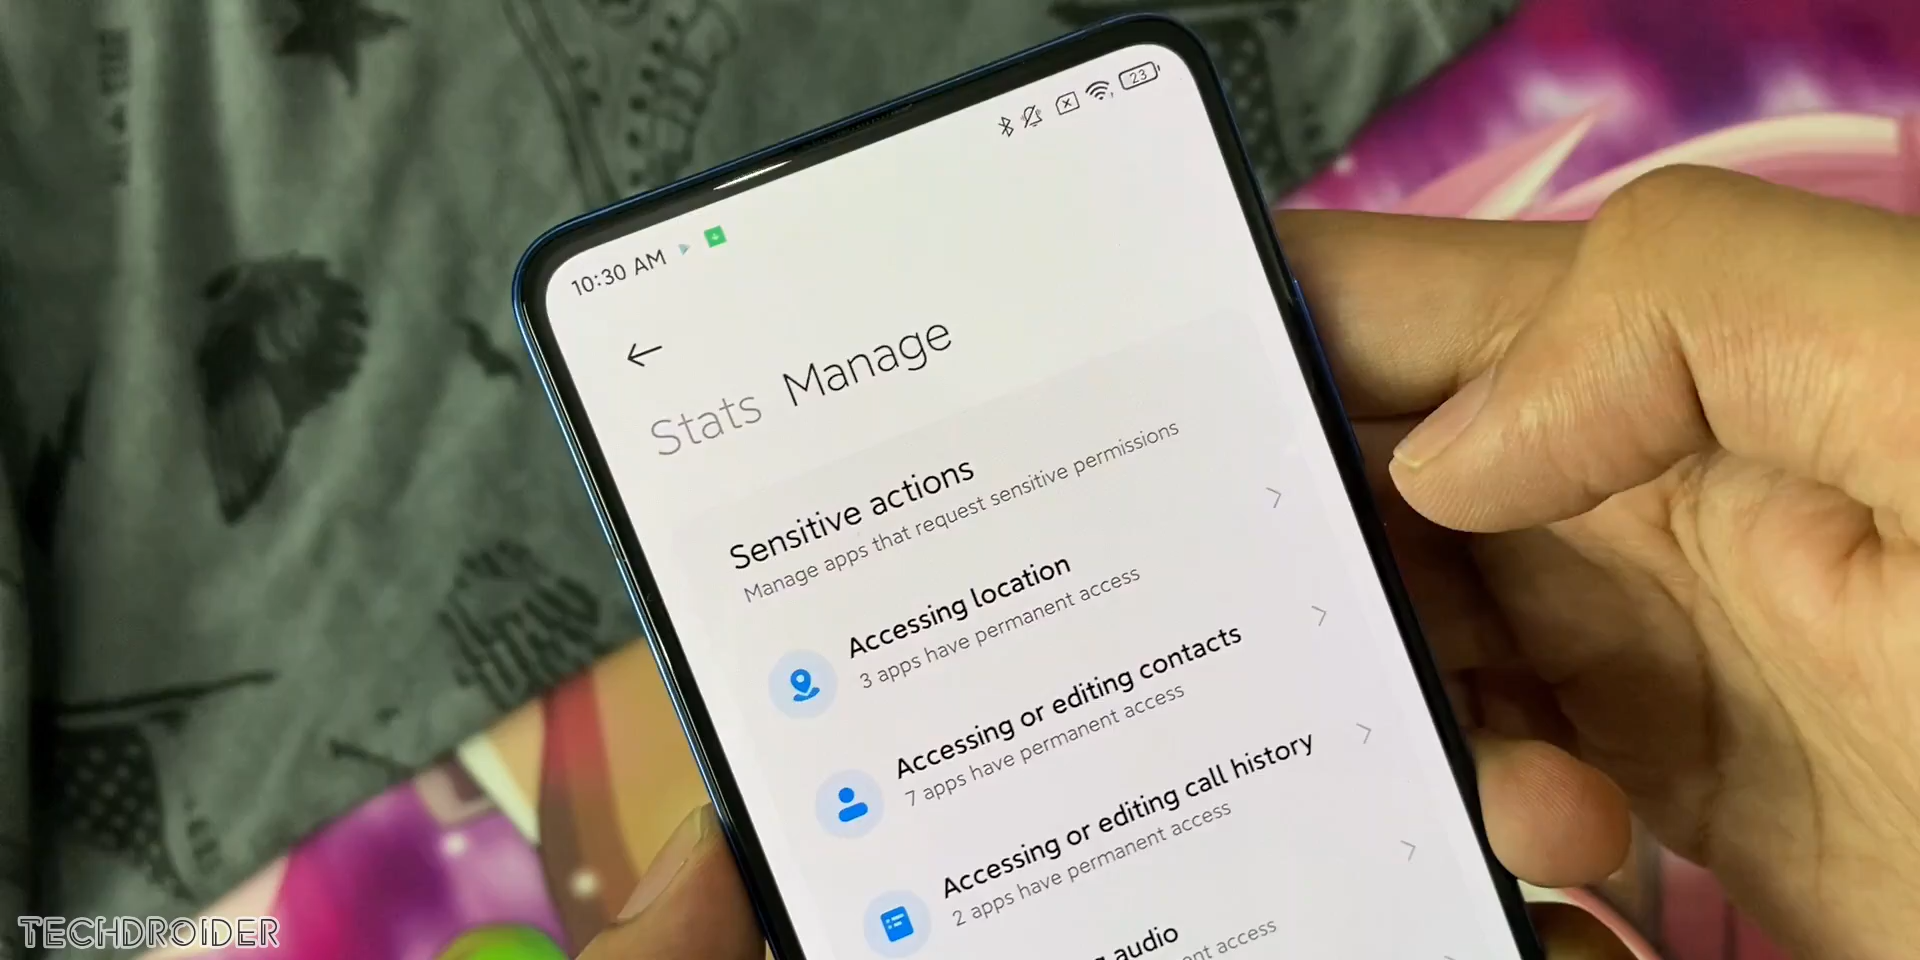 10:30 AM
23
Stats Manage
Sensitive actions
Manage apps that request sensitive permissions
Accessing location
3 apps have permanent access
Accessing or editing contacts
7 apps have permanent access
Accessing or editing call history
2 apps have permanent access
audio
access
TECHDROIDER